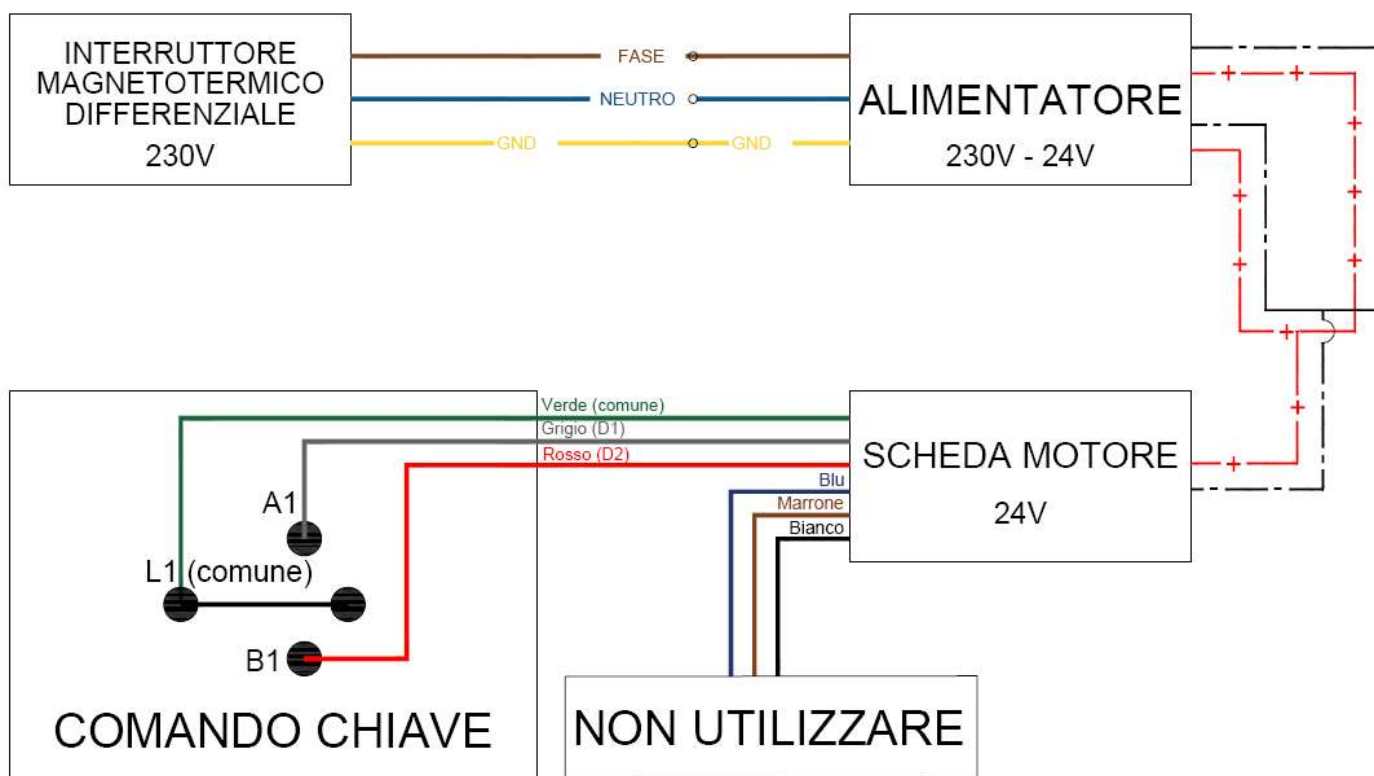 INTERRUTTORE
MAGNETOTERMICO
DIFFERENZIALE
230V
FASE
NEUTRO
GND
GND
ALIMENTATORE
230V - 24V
Verde (comune)
Grigio (D1)
Rosso (D2)
Blu
Marrone
Bianco
SCHEDA MOTORE
24V
A1
L1 (comune)
B1
COMANDO CHIAVE
NON UTILIZZARE